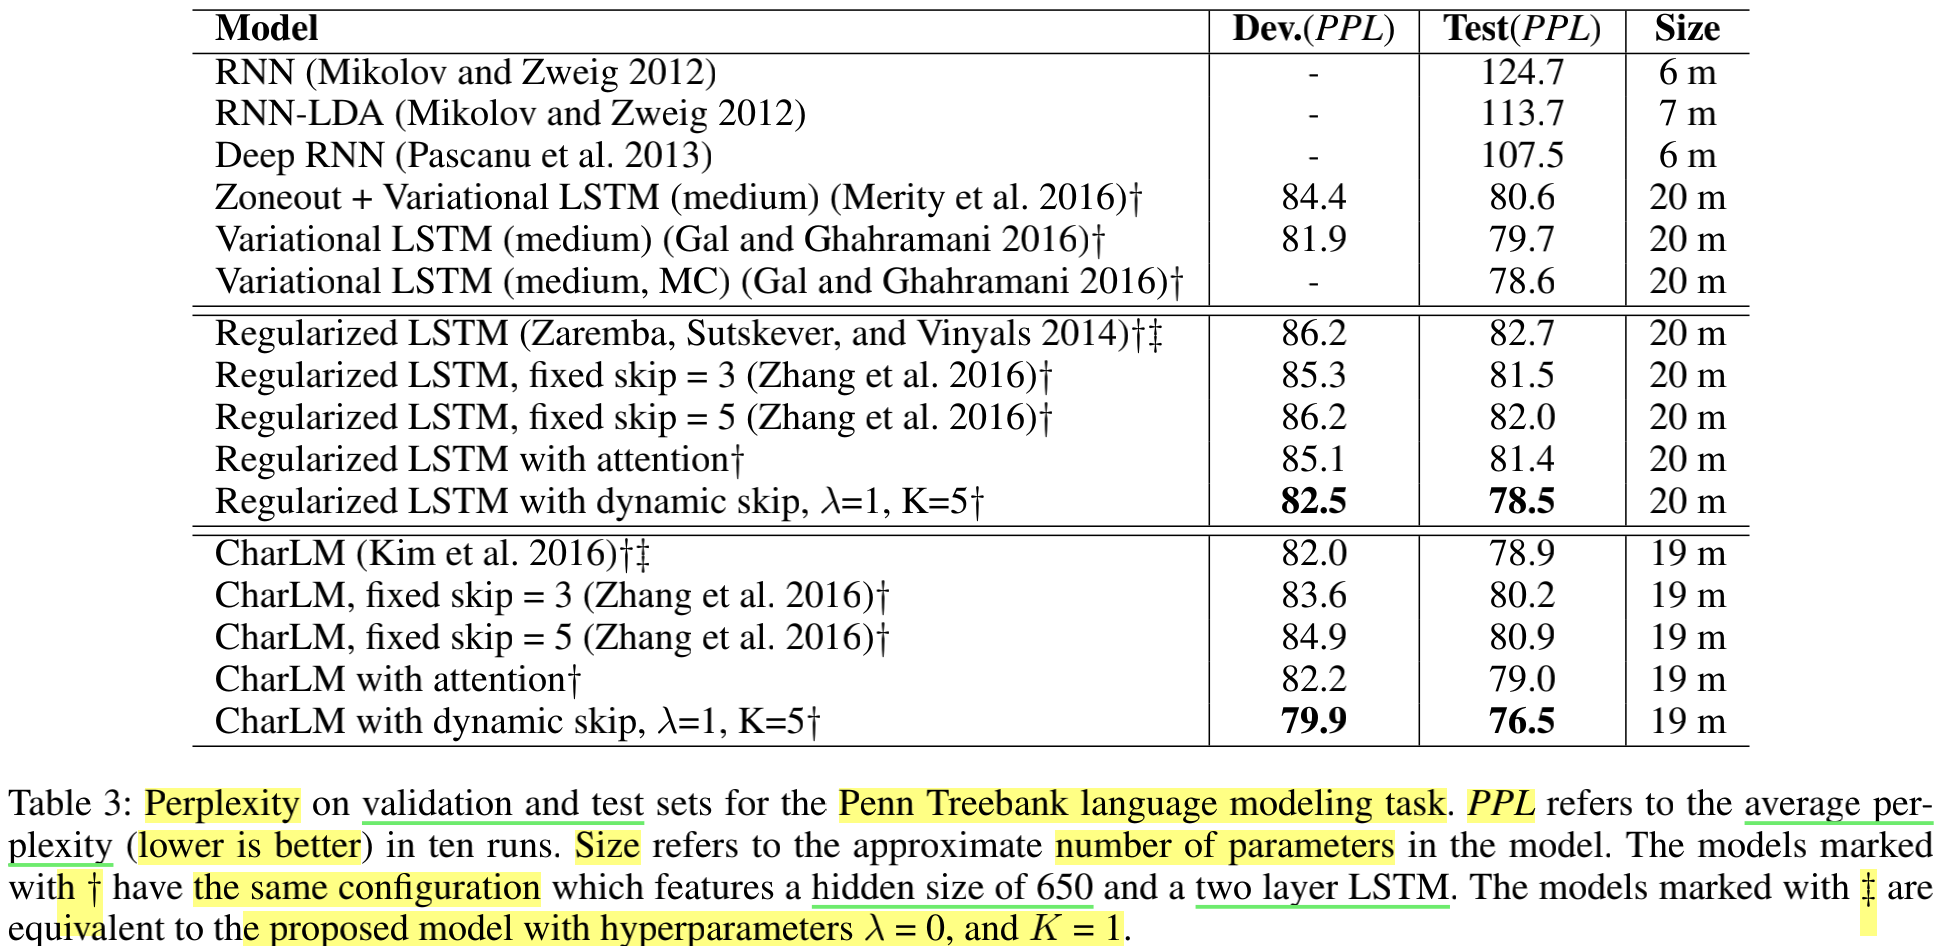 Model Dev.(PPL) Test(PPL) Size
RNN (Mikolov and Zweig 2012) - 124.7 6 m
RNN-LDA (Mikolov and Zweig 2012) - 113.7 7 m
Deep RNN (Pascanu et al. 2013) - 107.5 6 m
Zoneout + Variational LSTM (medium) (Merity et al. 2016)† 84.4 80.6 20 m
Variational LSTM (medium) (Gal and Ghahramani 2016)† 81.9 79.7 20 m
Variational LSTM (medium, MC) (Gal and Ghahramani 2016)† - 78.6 20 m
Regularized LSTM (Zaremba, Sutskever, and Vinyals 2014)†‡ 86.2 82.7 20 m
Regularized LSTM, fixed skip = 3 (Zhang et al. 2016)† 85.3 81.5 20 m
Regularized LSTM, fixed skip = 5 (Zhang et al. 2016)† 86.2 82.0 20 m
Regularized LSTM with attention† 85.1 81.4 20 m
Regularized LSTM with dynamic skip, λ=1, K=5† 82.5 78.5 20 m
CharLM (Kim et al. 2016)†‡ 82.0 78.9 19 m
CharLM, fixed skip = 3 (Zhang et al. 2016)† 83.6 80.2 19 m
CharLM, fixed skip = 5 (Zhang et al. 2016)† 84.9 80.9 19 m
CharLM with attention† 82.2 79.0 19 m
CharLM with dynamic skip, λ=1, K=5† 79.9 76.5 19 m
Table 3: Perplexity on validation and test sets for the Penn Treebank language modeling task. PPL refers to the average per-
plexity (lower is better) in ten runs. Size refers to the approximate number of parameters in the model. The models marked
with † have the same configuration which features a hidden size of 650 and a two layer LSTM. The models marked with ‡ are
equivalent to the proposed model with hyperparameters λ = 0, and K = 1.